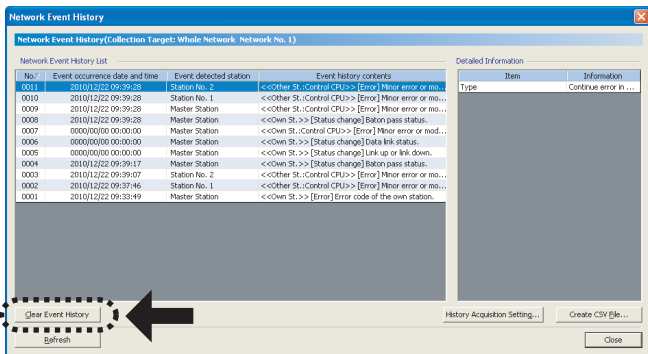 Network Event History
Network Event History(Collection Target: Whole Network Network No. 1)
Network Event History List
Detailed Information
No. Event occurrence date and time Event detected station Event history contents
Item Information
0011 2010/12/22 09:39:28 Station No. 2 <<Other St.:Control CPU>> [Error] Minor error or mo...
Type Continue error in ...
0010 2010/12/22 09:39:28 Station No. 1 <<Other St.:Control CPU>> [Error] Minor error or mo...
0009 2010/12/22 09:39:28 Master Station <<Other St.:Control CPU>> [Error] Minor error or mo...
0008 2010/12/22 09:39:28 Master Station <<Own St.>> [Status change] Baton pass status.
0007 0000/00/00 00:00:00 Master Station <<Own St.:Control CPU>> [Error] Minor error or mod...
0006 0000/00/00 00:00:00 Master Station <<Own St.>> [Status change] Data link status.
0005 0000/00/00 00:00:00 Master Station <<Own St.>> [Status change] Link up or link down.
0004 2010/12/22 09:39:17 Master Station <<Own St.>> [Status change] Baton pass status.
0003 2010/12/22 09:39:07 Station No. 2 <<Other St.:Control CPU>> [Error] Minor error or mo...
0002 2010/12/22 09:37:46 Station No. 1 <<Other St.:Control CPU>> [Error] Minor error or mo...
0001 2010/12/22 09:33:49 Master Station <<Own St.>> [Error] Error code of the own station.
Clear Event History
History Acquisition Setting...
Create CSV File...
Refresh
Close